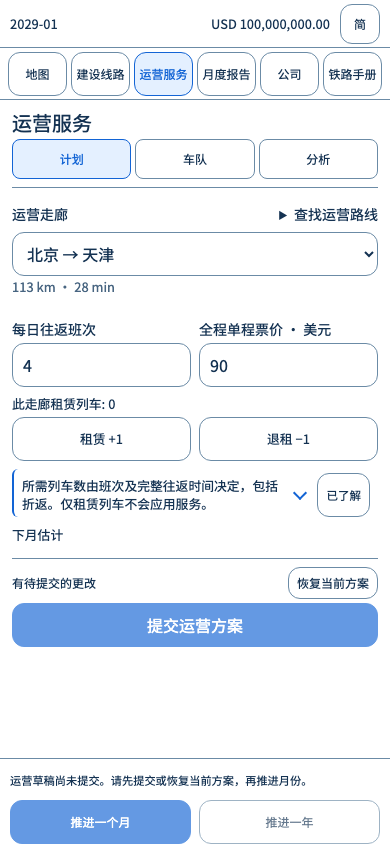 2029-01
USD 100,000,000.00
简
地图
建设线路
运营服务
月度报告
公司
铁路手册
运营服务
计划
车队
分析
运营走廊
▶ 查找运营路线
北京 → 天津
113 km · 28 min
每日往返班次
全程单程票价 · 美元
4
90
此走廊租赁列车: 0
租赁 +1
退租 −1
所需列车数由班次及完整往返时间决定，包括
折返。仅租赁列车不会应用服务。
已了解
下月估计
有待提交的更改
恢复当前方案
提交运营方案
运营草稿尚未提交。请先提交或恢复当前方案，再推进月份。
推进一个月
推进一年